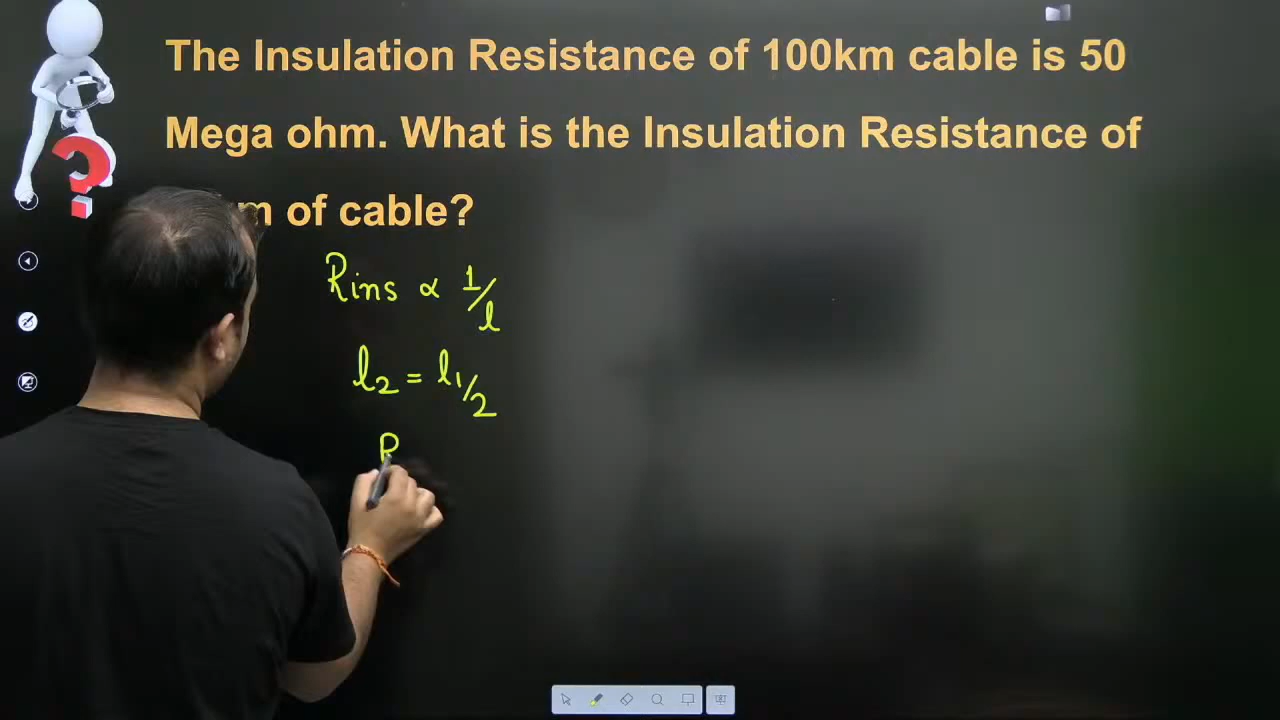 The Insulation Resistance of 100km cable is 50
Mega ohm. What is the Insulation Resistance of
of cable?
Rins ∝ 1/l
l2 = l1/2
R